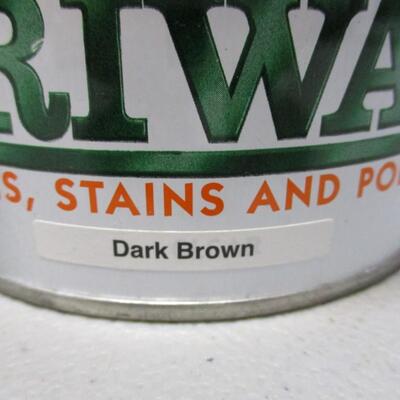 RIWA
S, STAINS AND PO
Dark Brown